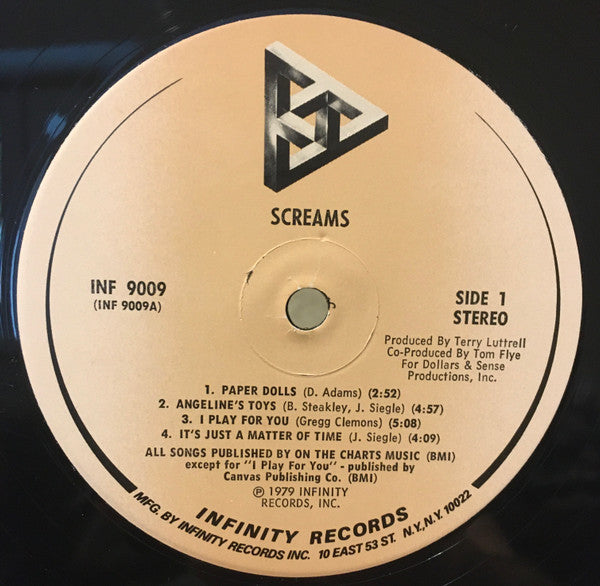 SCREAMS
INF 9009
(INF 9009A)
SIDE 1
STEREO
Produced By Terry Luttrell
Co-Produced By Tom Flye
For Dollars & Sense
Productions, Inc.
1. PAPER DOLLS (D. Adams) (2:52)
2. ANGELINE'S TOYS (B. Steakley, J. Siegle) (4:57)
3. I PLAY FOR YOU (Gregg Clemons) (5:08)
4. IT'S JUST A MATTER OF TIME (J. Siegle) (4:09)
ALL SONGS PUBLISHED BY ON THE CHARTS MUSIC (BMI)
except for "I Play For You" - published by
Canvas Publishing Co. (BMI)
℗ 1979 INFINITY
RECORDS, INC.
INFINITY RECORDS
MFG. BY INFINITY RECORDS INC. 10 EAST 53 ST. N.Y., N.Y. 10022